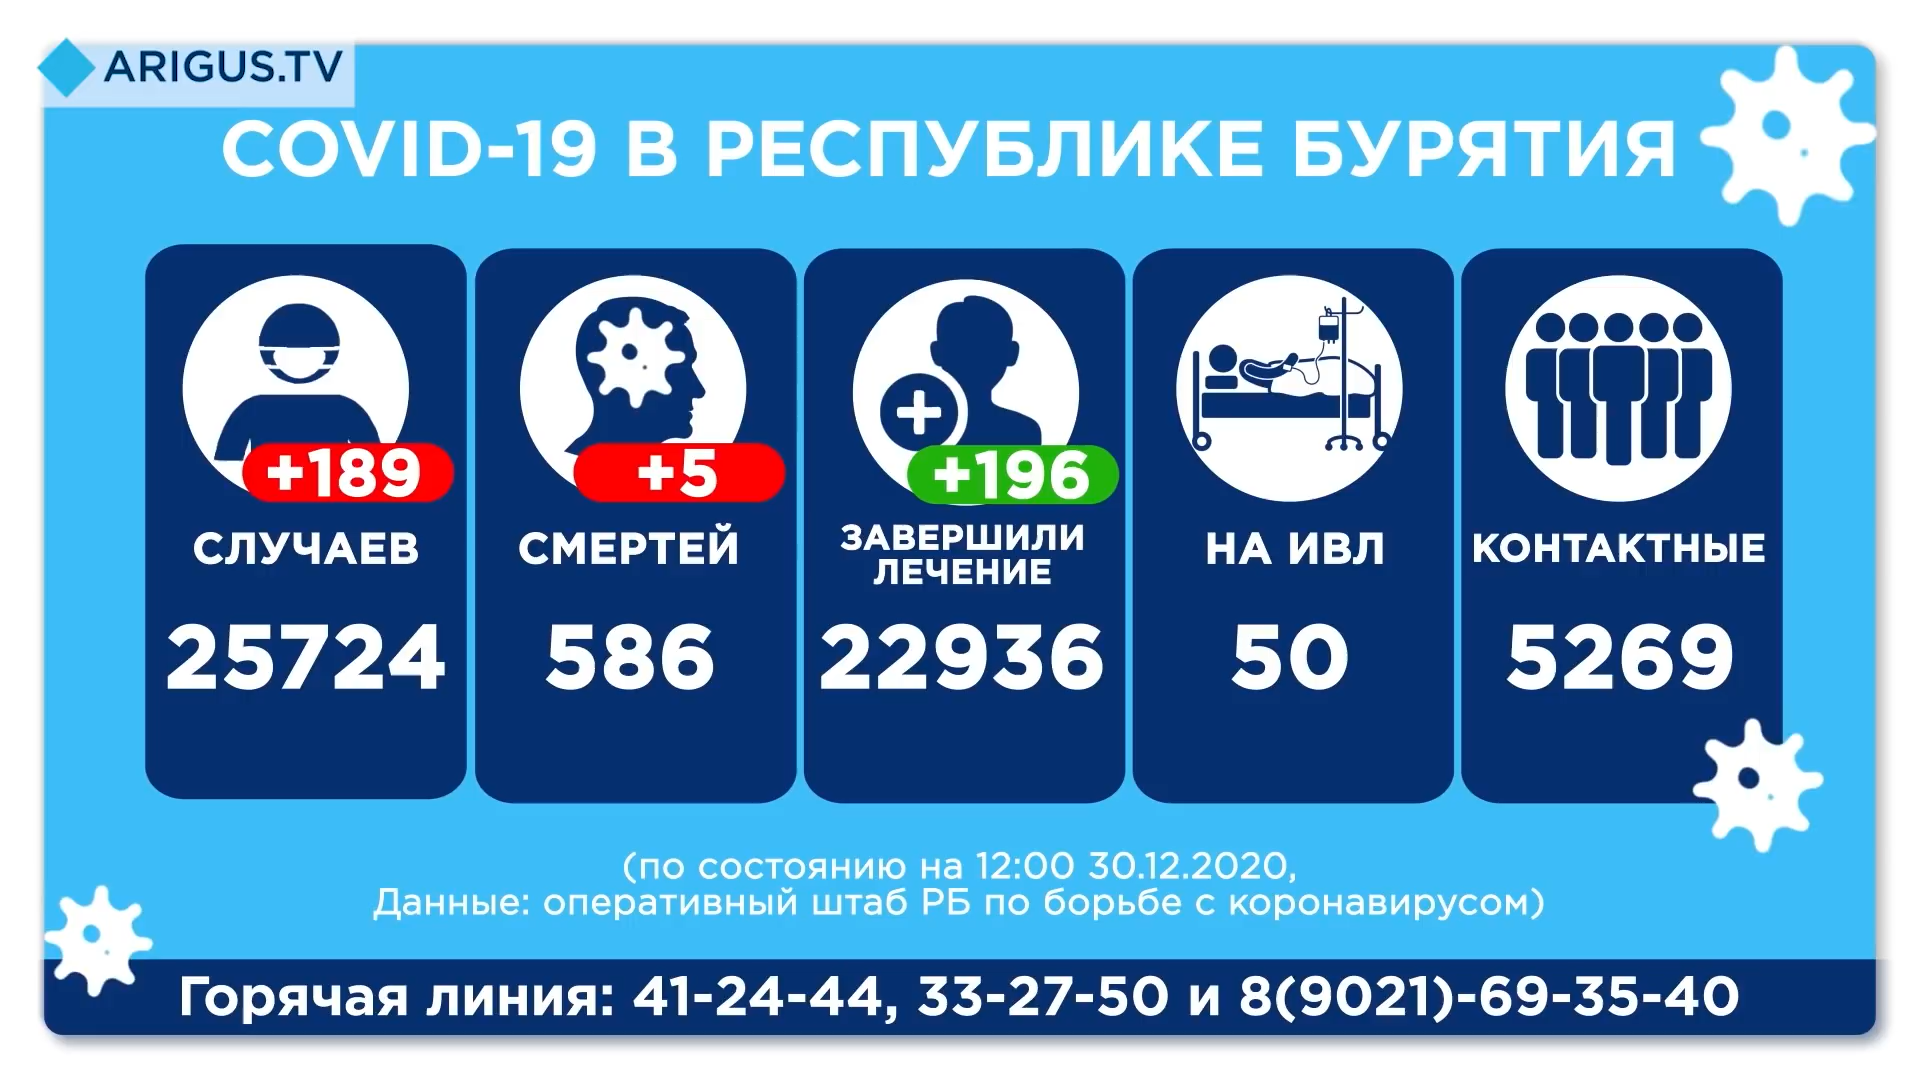 ARIGUS.TV
COVID-19 В РЕСПУБЛИКЕ БУРЯТИЯ
+189
СЛУЧАЕВ
25724
+5
СМЕРТЕЙ
586
+196
ЗАВЕРШИЛИ
ЛЕЧЕНИЕ
22936
НА ИВЛ
50
КОНТАКТНЫЕ
5269
(по состоянию на 12:00 30.12.2020,
Данные: оперативный штаб РБ по борьбе с коронавирусом)
Горячая линия: 41-24-44, 33-27-50 и 8(9021)-69-35-40